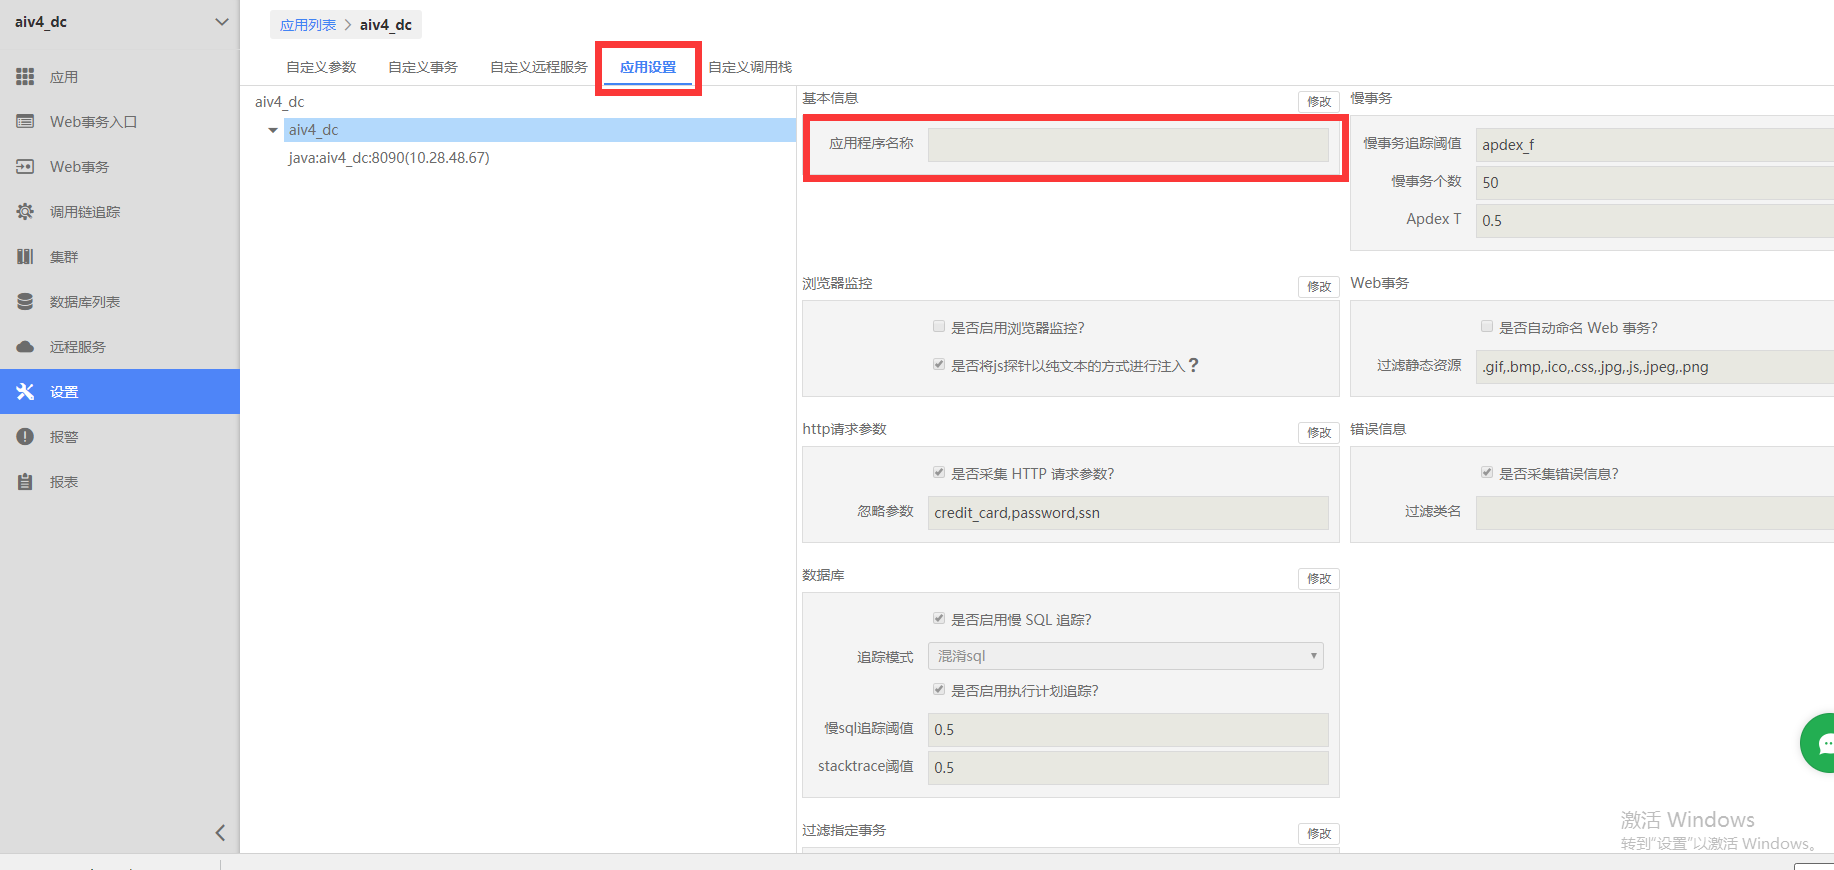 aiv4_dc
应用
Web事务入口
Web事务
调用链追踪
集群
数据库列表
远程服务
设置
报警
报表
应用列表 > aiv4_dc
自定义参数 自定义事务 自定义远程服务 应用设置 自定义调用栈
aiv4_dc
aiv4_dc
java:aiv4_dc:8090(10.28.48.67)
基本信息 修改
应用程序名称
慢事务
慢事务追踪阈值 apdex_f
慢事务个数 50
Apdex T 0.5
浏览器监控 修改
是否启用浏览器监控?
是否将js探针以纯文本的方式进行注入 ?
Web事务
是否自动命名 Web 事务?
过滤静态资源 .gif,.bmp,.ico,.css,.jpg,.js,.jpeg,.png
http请求参数 修改
是否采集 HTTP 请求参数?
忽略参数 credit_card,password,ssn
错误信息
是否采集错误信息?
过滤类名
数据库 修改
是否启用慢 SQL 追踪?
追踪模式 混淆sql
是否启用执行计划追踪?
慢sql追踪阈值 0.5
stacktrace阈值 0.5
过滤指定事务 修改
激活 Windows
转到"设置"以激活 Windows。